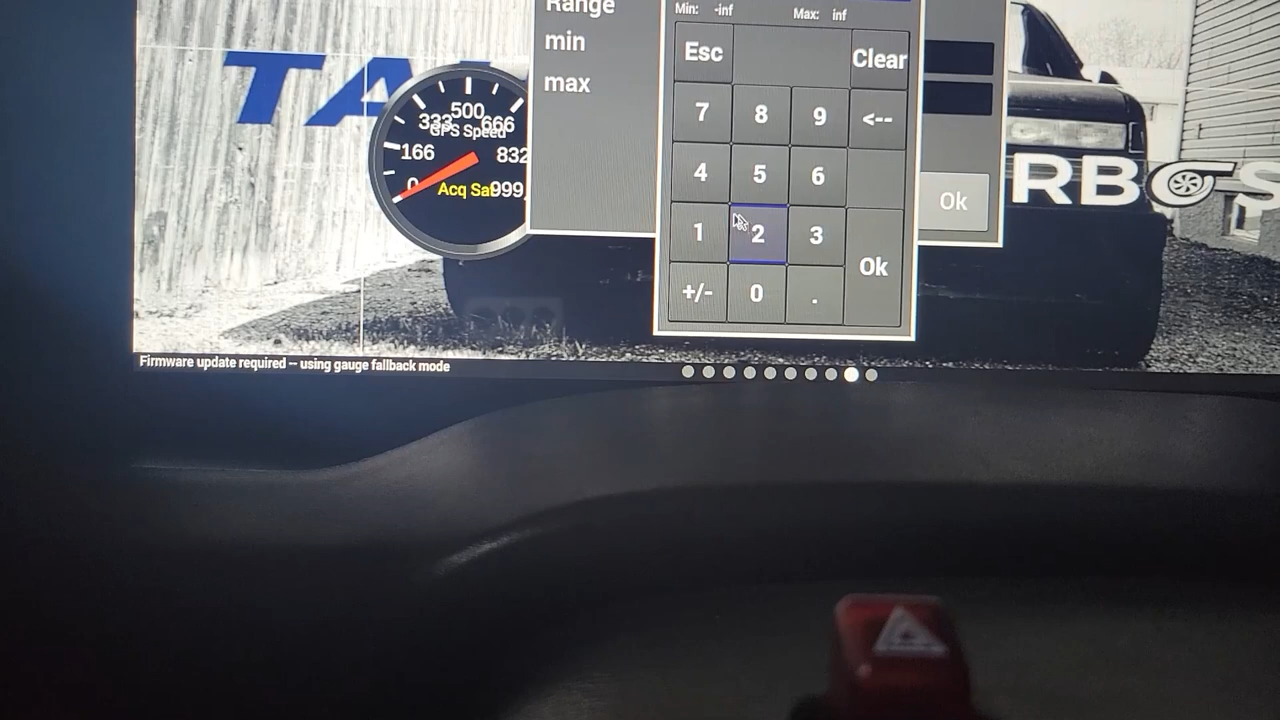 Range
min
max
Min: -inf Max: inf
Esc Clear
7 8 9 <--
4 5 6
1 2 3
Ok
+/- 0 .
Ok
TA
RB
500
333 666
GPS Speed
166 832
0 Acq Sat 999
Firmware update required -- using gauge fallback mode